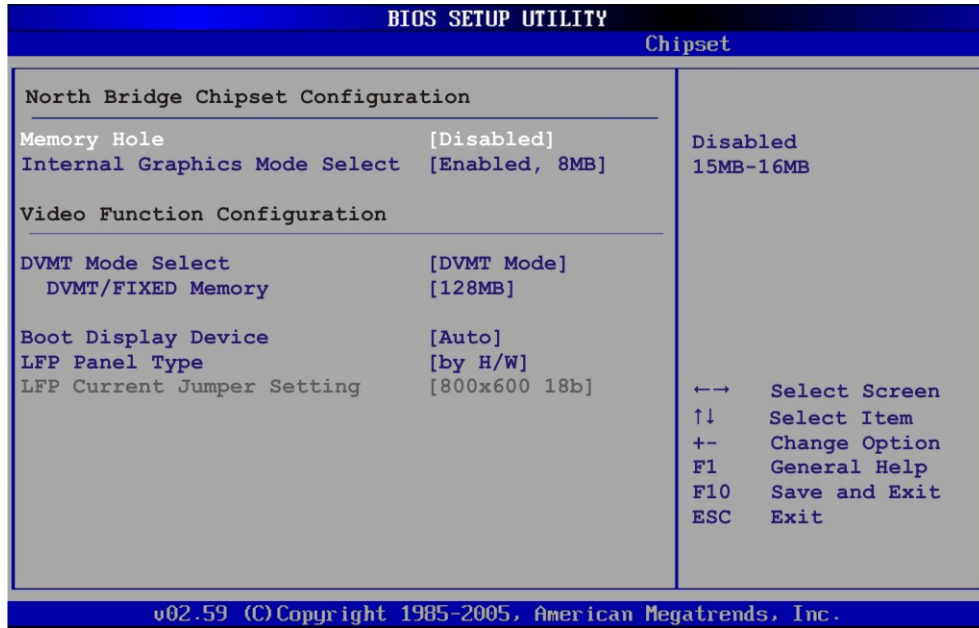 BIOS SETUP UTILITY
Chipset
North Bridge Chipset Configuration
Memory Hole [Disabled]
Internal Graphics Mode Select [Enabled, 8MB]
Video Function Configuration
DVMT Mode Select [DVMT Mode]
DVMT/FIXED Memory [128MB]
Boot Display Device [Auto]
LFP Panel Type [by H/W]
LFP Current Jumper Setting [800x600 18b]
Disabled
15MB-16MB
←→ Select Screen
↑↓ Select Item
+- Change Option
F1 General Help
F10 Save and Exit
ESC Exit
v02.59 (C)Copyright 1985-2005, American Megatrends, Inc.